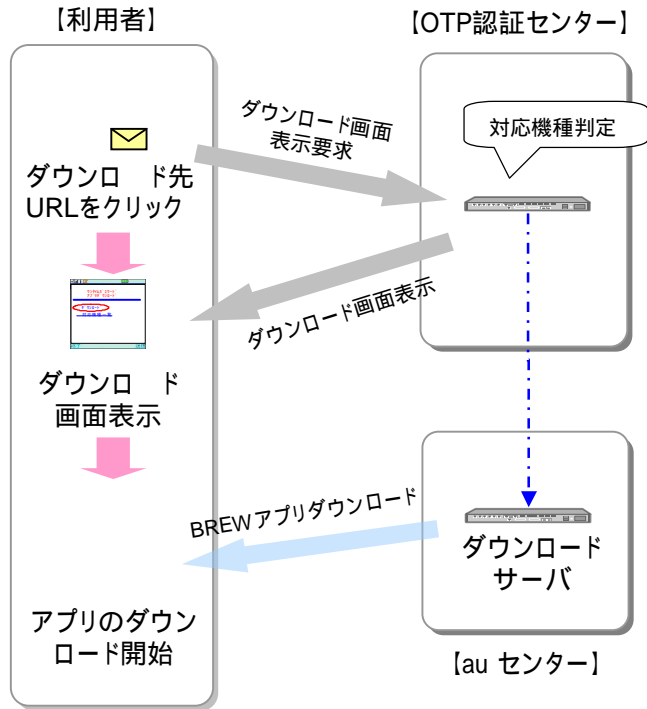 【利用者】
【OTP認証センター】
ダウンロード画面
表示要求
対応機種判定
ダウンロ ド先
URLをクリック
ダウンロード画面表示
ダウンロ ド
画面表示
BREWアプリダウンロード
ダウンロード
サーバ
アプリのダウン
ロード開始
【au センター】